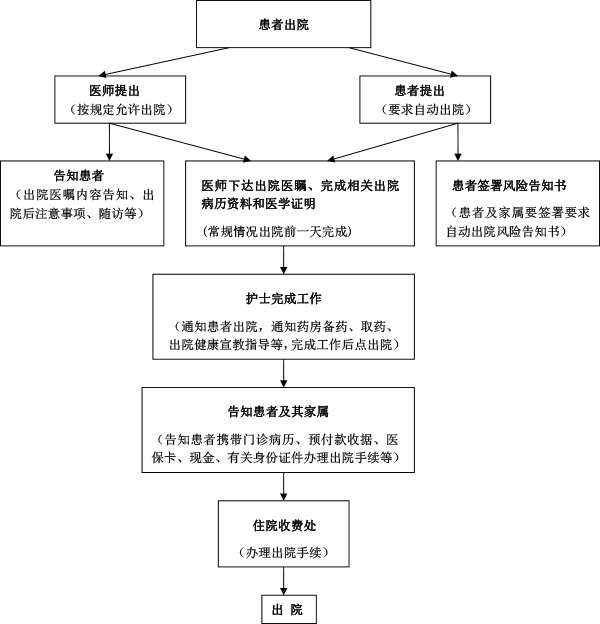 患者出院
医师提出
（按规定允许出院）
患者提出
（要求自动出院）
告知患者
（出院医嘱内容告知、出
院后注意事项、随访等）
医师下达出院医瞩、完成相关出院
病历资料和医学证明
(常规情况出院前一天完成)
患者签署风险告知书
（患者及家属要签署要求
自动出院风险告知书）
护士完成工作
（通知患者出院，通知药房备药、取药、
出院健康宣教指导等，完成工作后点出院）
告知患者及其家属
（告知患者携带门诊病历、预付款收据、医
保卡、现金、有关身份证件办理出院手续等）
住院收费处
（办理出院手续）
出 院